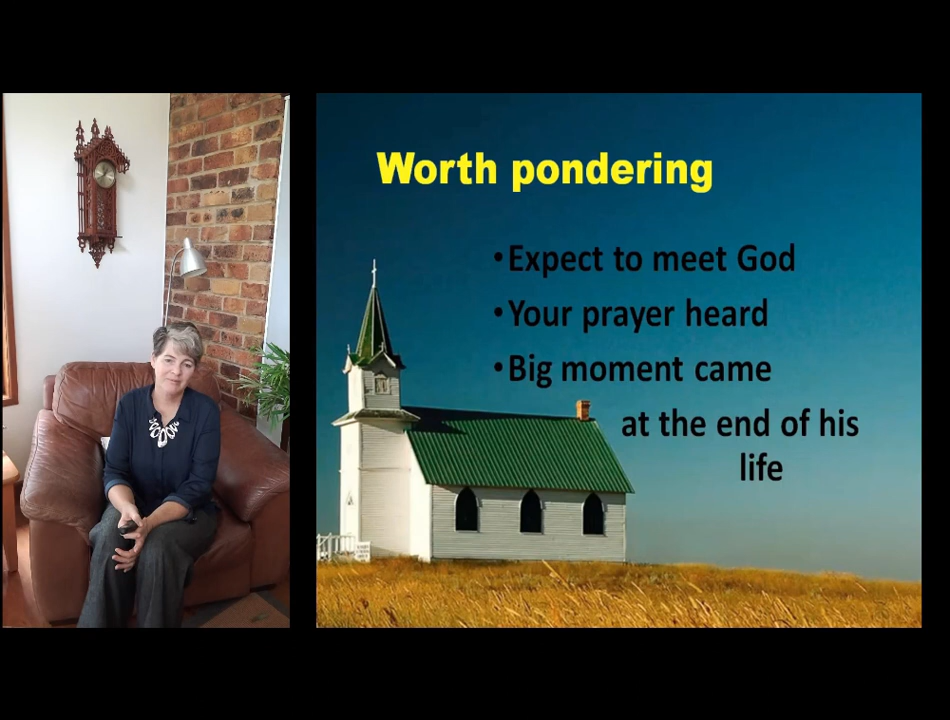 Worth pondering
•Expect to meet God
•Your prayer heard
•Big moment came
at the end of his
life